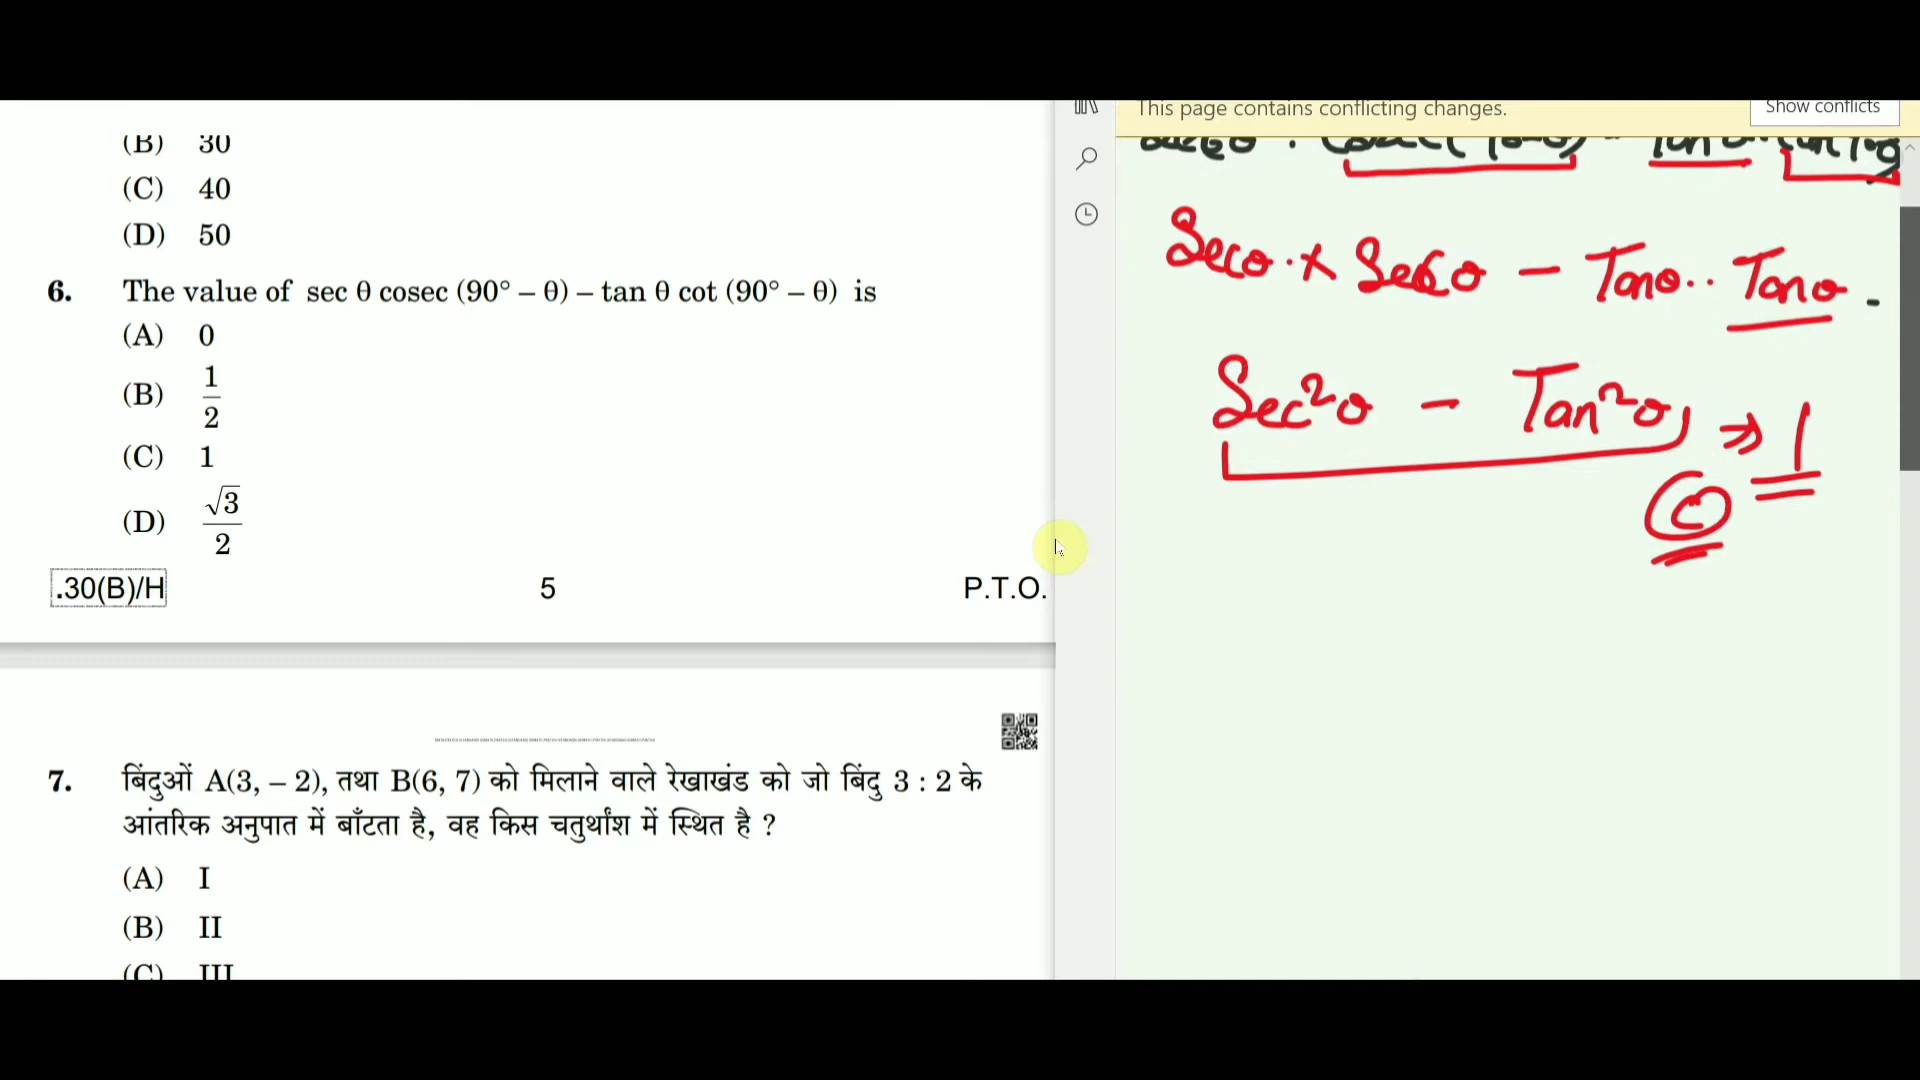 (B) 30
(C) 40
(D) 50
6. The value of sec θ cosec (90° – θ) – tan θ cot (90° – θ) is
(A) 0
(B) 1/2
(C) 1
(D) √3/2
.30(B)/H 5 P.T.O.
7. बिंदुओं A(3, – 2), तथा B(6, 7) को मिलाने वाले रेखाखंड को जो बिंदु 3 : 2 के
आंतरिक अनुपात में बाँटता है, वह किस चतुर्थांश में स्थित है ?
(A) I
(B) II
(C) III
This page contains conflicting changes. Show conflicts
Secθ . × Secθ – Tanθ . . Tanθ .
Sec²θ – Tan²θ ⇒ 1
C